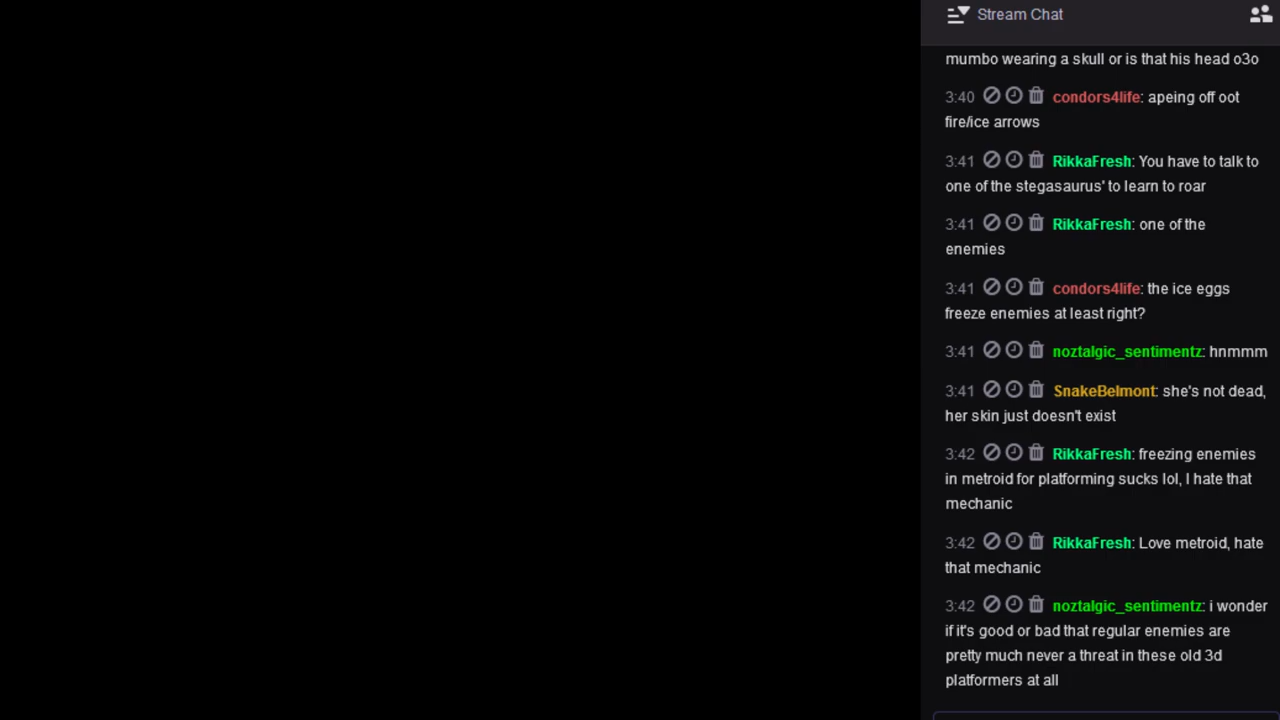 Stream Chat
mumbo wearing a skull or is that his head o3o
3:40 condors4life: apeing off oot
fire/ice arrows
3:41 RikkaFresh: You have to talk to
one of the stegasaurus' to learn to roar
3:41 RikkaFresh: one of the
enemies
3:41 condors4life: the ice eggs
freeze enemies at least right?
3:41 noztalgic_sentimentz: hnmmm
3:41 SnakeBelmont: she's not dead,
her skin just doesn't exist
3:42 RikkaFresh: freezing enemies
in metroid for platforming sucks lol, I hate that
mechanic
3:42 RikkaFresh: Love metroid, hate
that mechanic
3:42 noztalgic_sentimentz: i wonder
if it's good or bad that regular enemies are
pretty much never a threat in these old 3d
platformers at all